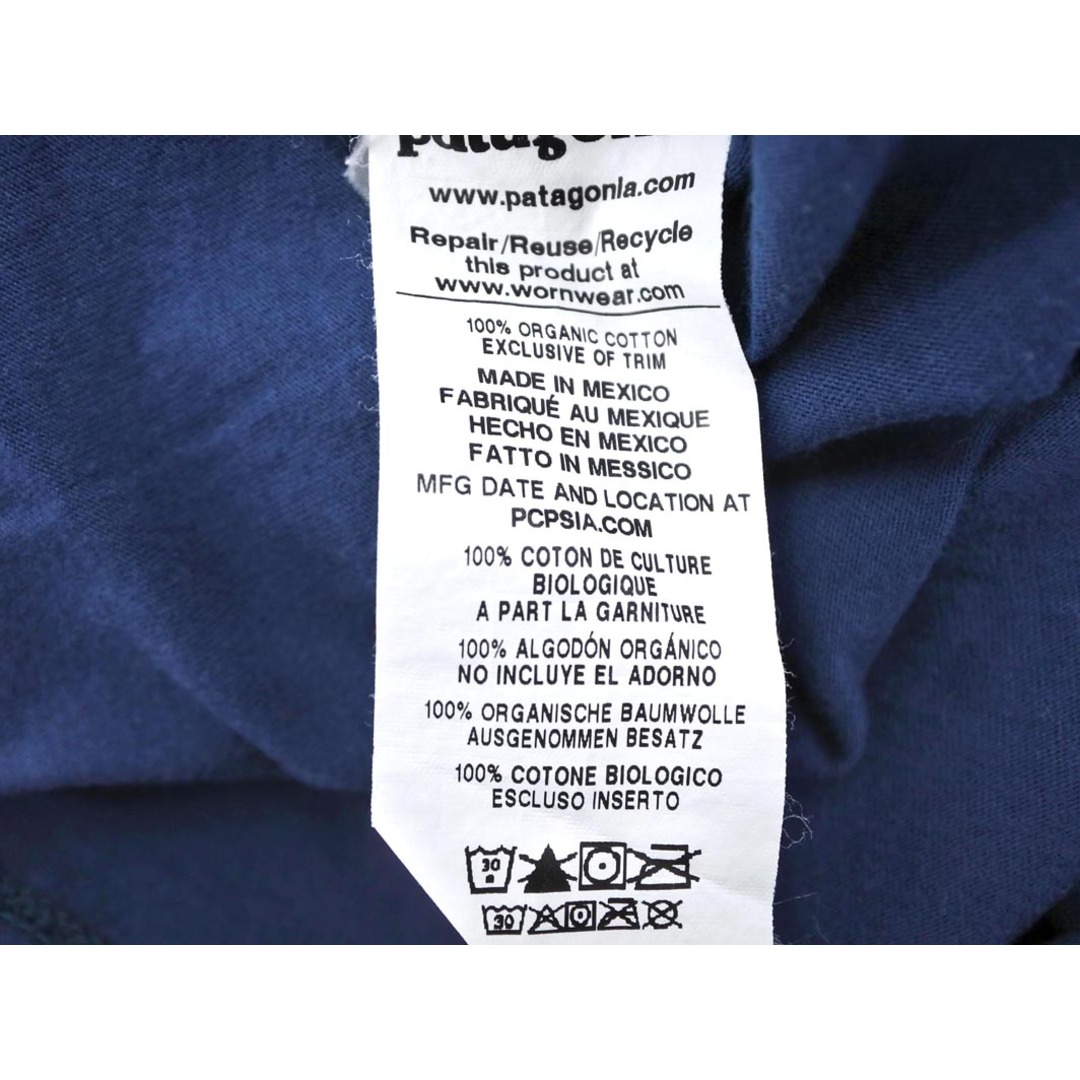 patagonia
www.patagonia.com
Repair/Reuse/Recycle
this product at
www.wornwear.com
100% ORGANIC COTTON
EXCLUSIVE OF TRIM
MADE IN MEXICO
FABRIQUÉ AU MEXIQUE
HECHO EN MEXICO
FATTO IN MESSICO
MFG DATE AND LOCATION AT
PCPSIA.COM
100% COTON DE CULTURE
BIOLOGIQUE
A PART LA GARNITURE
100% ALGODÓN ORGÁNICO
NO INCLUYE EL ADORNO
100% ORGANISCHE BAUMWOLLE
AUSGENOMMEN BESATZ
100% COTONE BIOLOGICO
ESCLUSO INSERTO
30
30